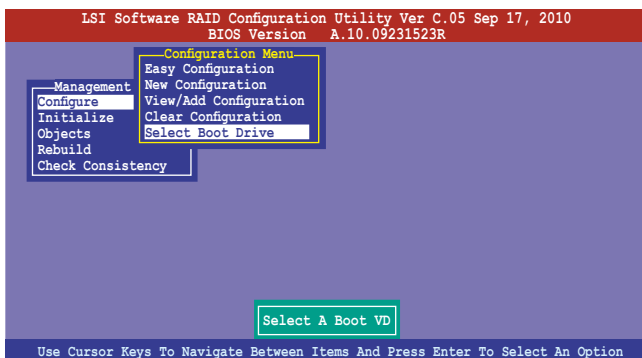 LSI Software RAID Configuration Utility Ver C.05 Sep 17, 2010
BIOS Version A.10.09231523R
Configuration Menu
Easy Configuration
New Configuration
View/Add Configuration
Clear Configuration
Select Boot Drive
Management
Configure
Initialize
Objects
Rebuild
Check Consistency
Select A Boot VD
Use Cursor Keys To Navigate Between Items And Press Enter To Select An Option